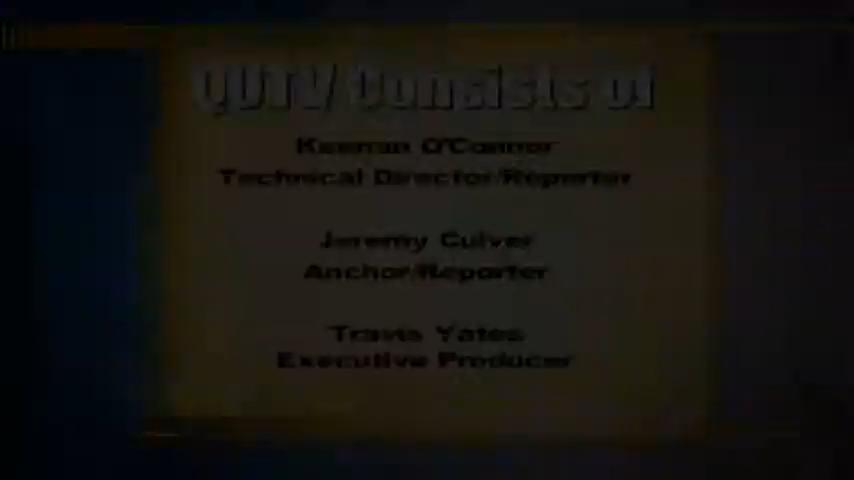 QUTV Consists of
Keenan O'Connor
Technical Director/Reporter
Jeremy Culver
Anchor/Reporter
Travis Yates
Executive Producer